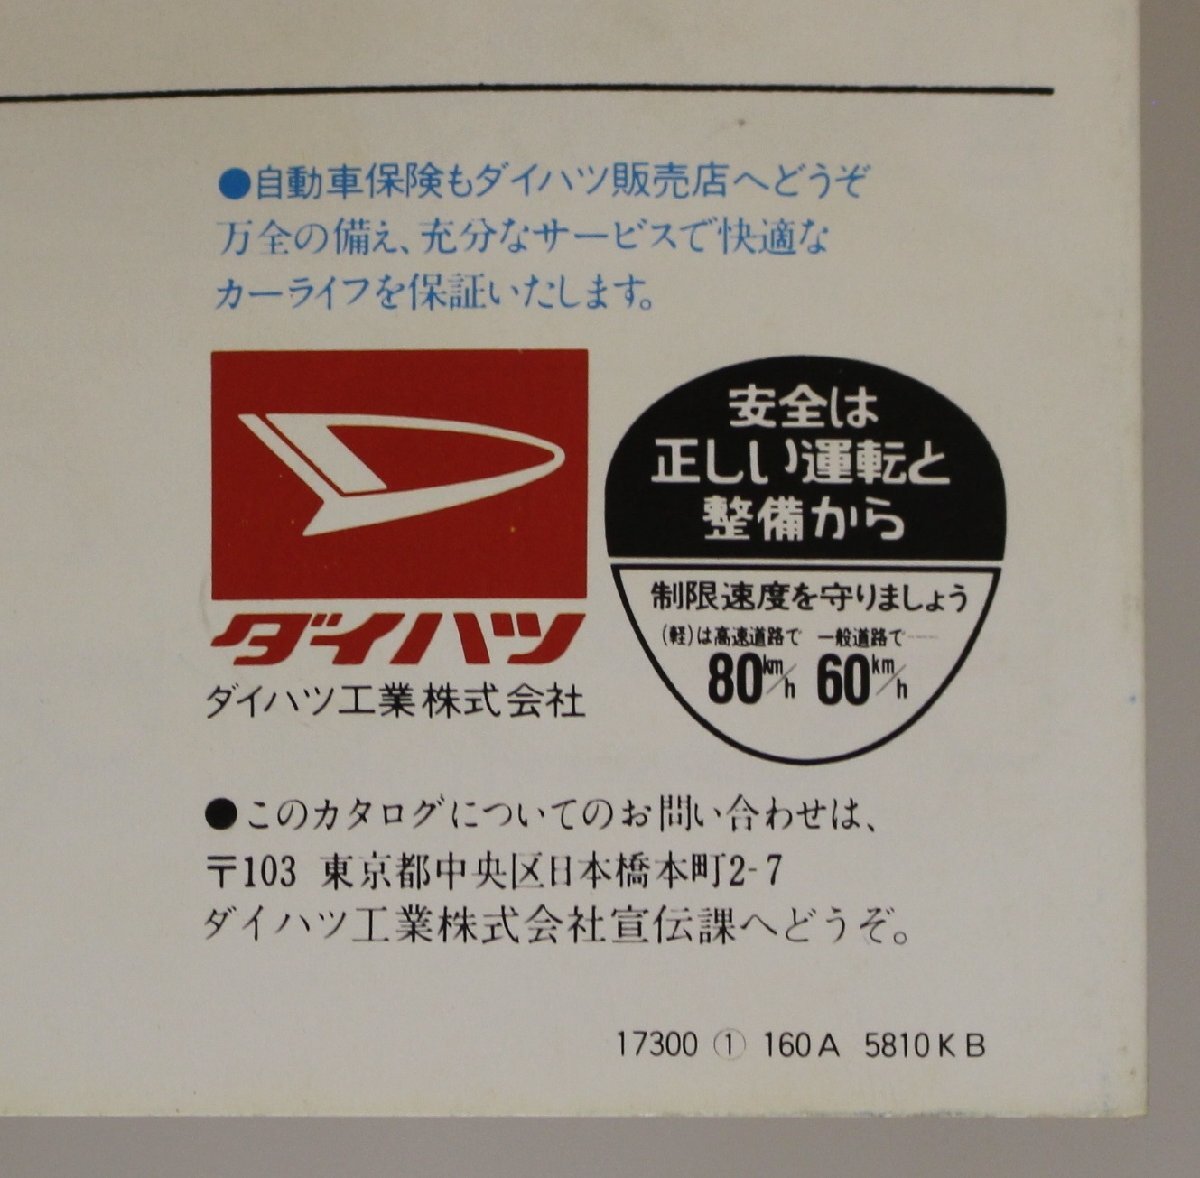 ●自動車保険もダイハツ販売店へどうぞ
万全の備え、充分なサービスで快適な
カーライフを保証いたします。
ダイハツ
ダイハツ工業株式会社
安全は
正しい運転と
整備から
制限速度を守りましょう
(軽)は高速道路で 一般道路で……
80km/h 60km/h
●このカタログについてのお問い合わせは、
〒103 東京都中央区日本橋本町2-7
ダイハツ工業株式会社宣伝課へどうぞ。
17300 ① 160A 5810KB